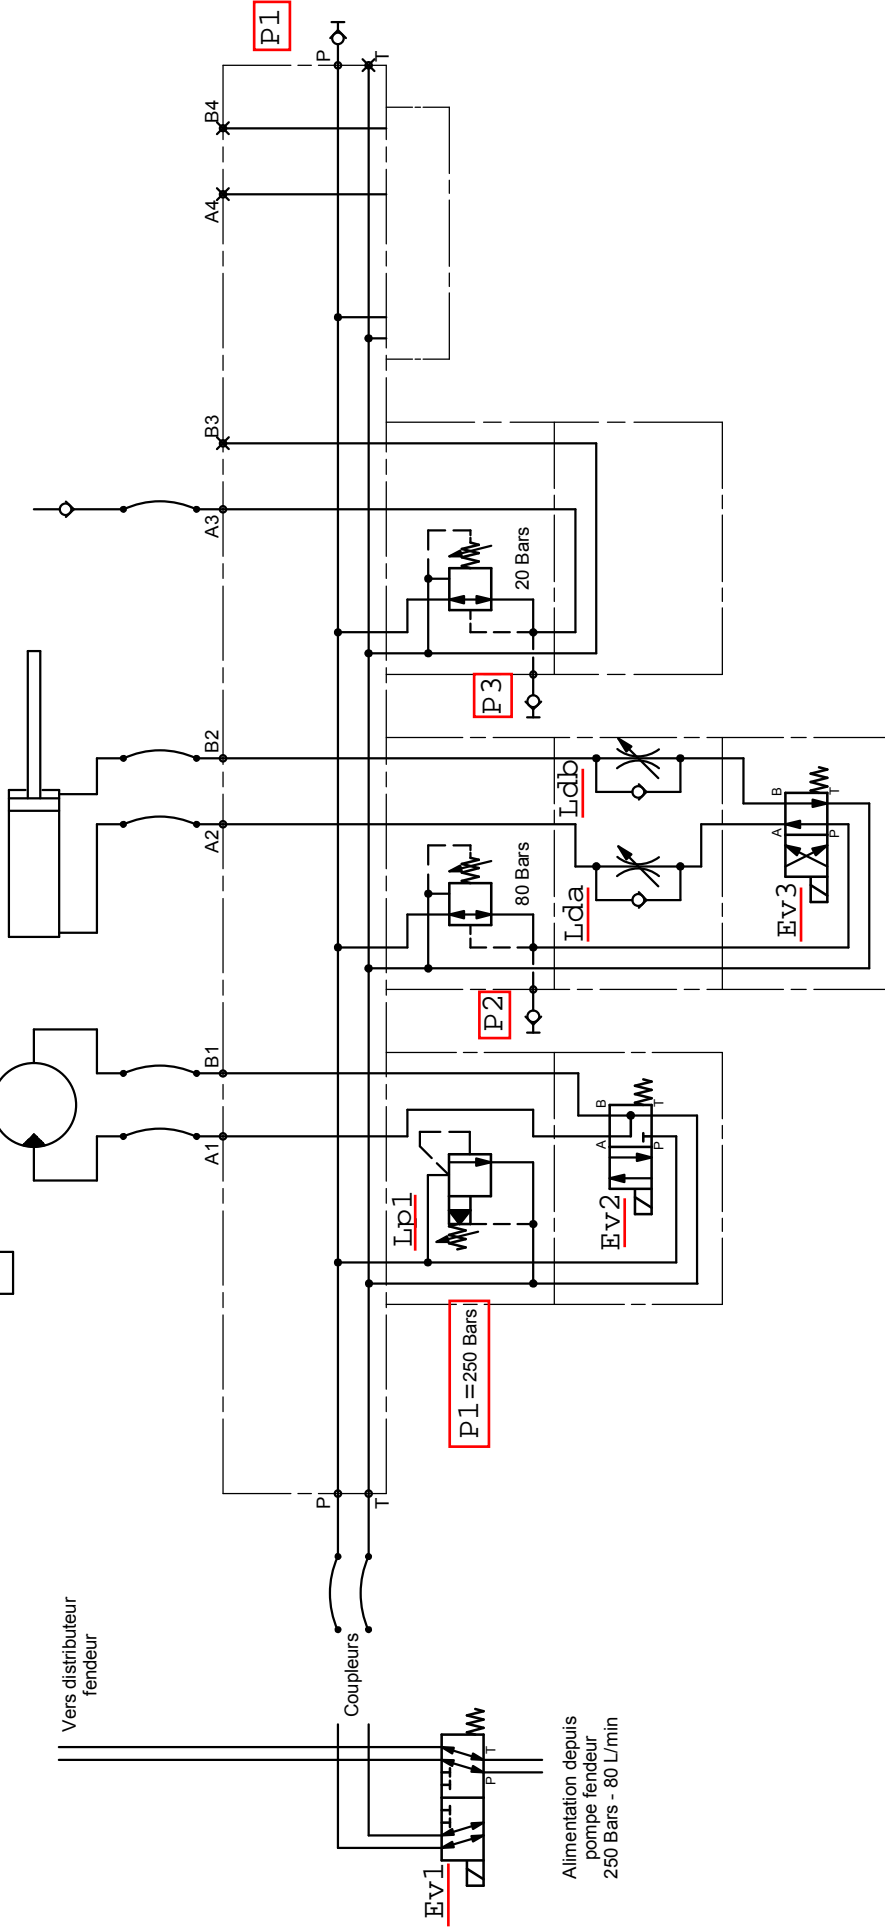 Vers distributeur
fendeur
Ev1
P
T
Alimentation depuis
pompe fendeur
250 Bars - 80 L/min
Coupleurs
P
T
P1=250 Bars
A1
B1
Lp1
Ev2
A
B
P
T
A2
B2
P2
80 Bars
Lda
Ldb
Ev3
A
B
P
T
A3
B3
P3
20 Bars
A4
B4
P
T
P1